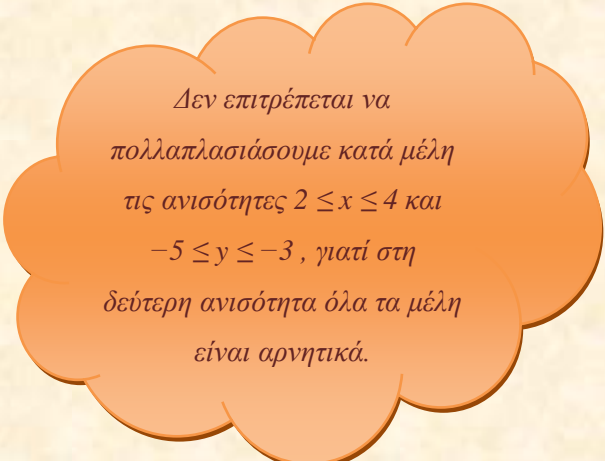 Δεν επιτρέπεται να
πολλαπλασιάσουμε κατά μέλη
τις ανισότητες 2 ≤ x ≤ 4 και
−5 ≤ y ≤ −3 , γιατί στη
δεύτερη ανισότητα όλα τα μέλη
είναι αρνητικά.